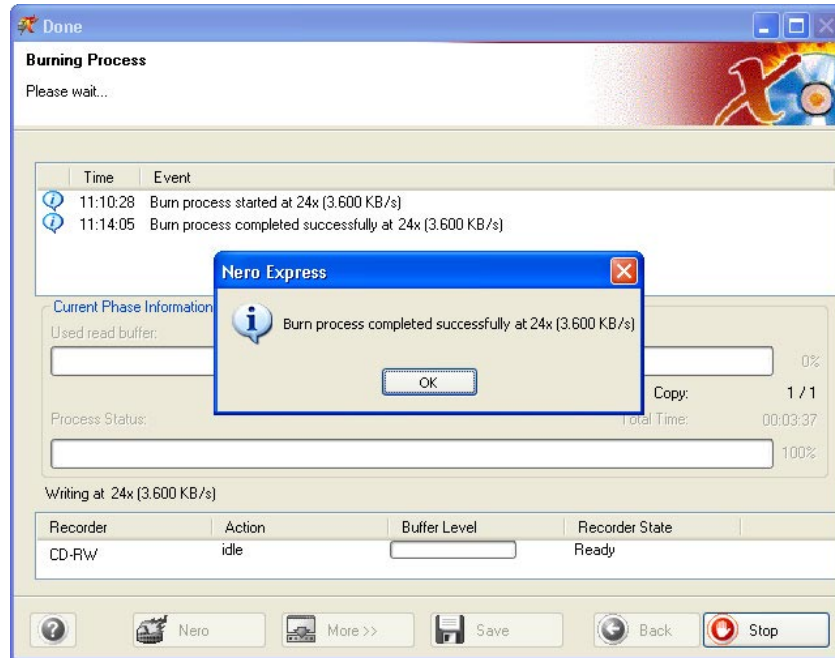 Done
Burning Process
Please wait...
Time Event
11:10:28 Burn process started at 24x (3.600 KB/s)
11:14:05 Burn process completed successfully at 24x (3.600 KB/s)
Nero Express
Burn process completed successfully at 24x (3.600 KB/s)
OK
Current Phase Information
Used read buffer:
0%
Copy: 1 / 1
Process Status: Total Time: 00:03:37
100%
Writing at 24x (3.600 KB/s)
Recorder Action Buffer Level Recorder State
CD-RW idle Ready
Nero More >> Save Back Stop